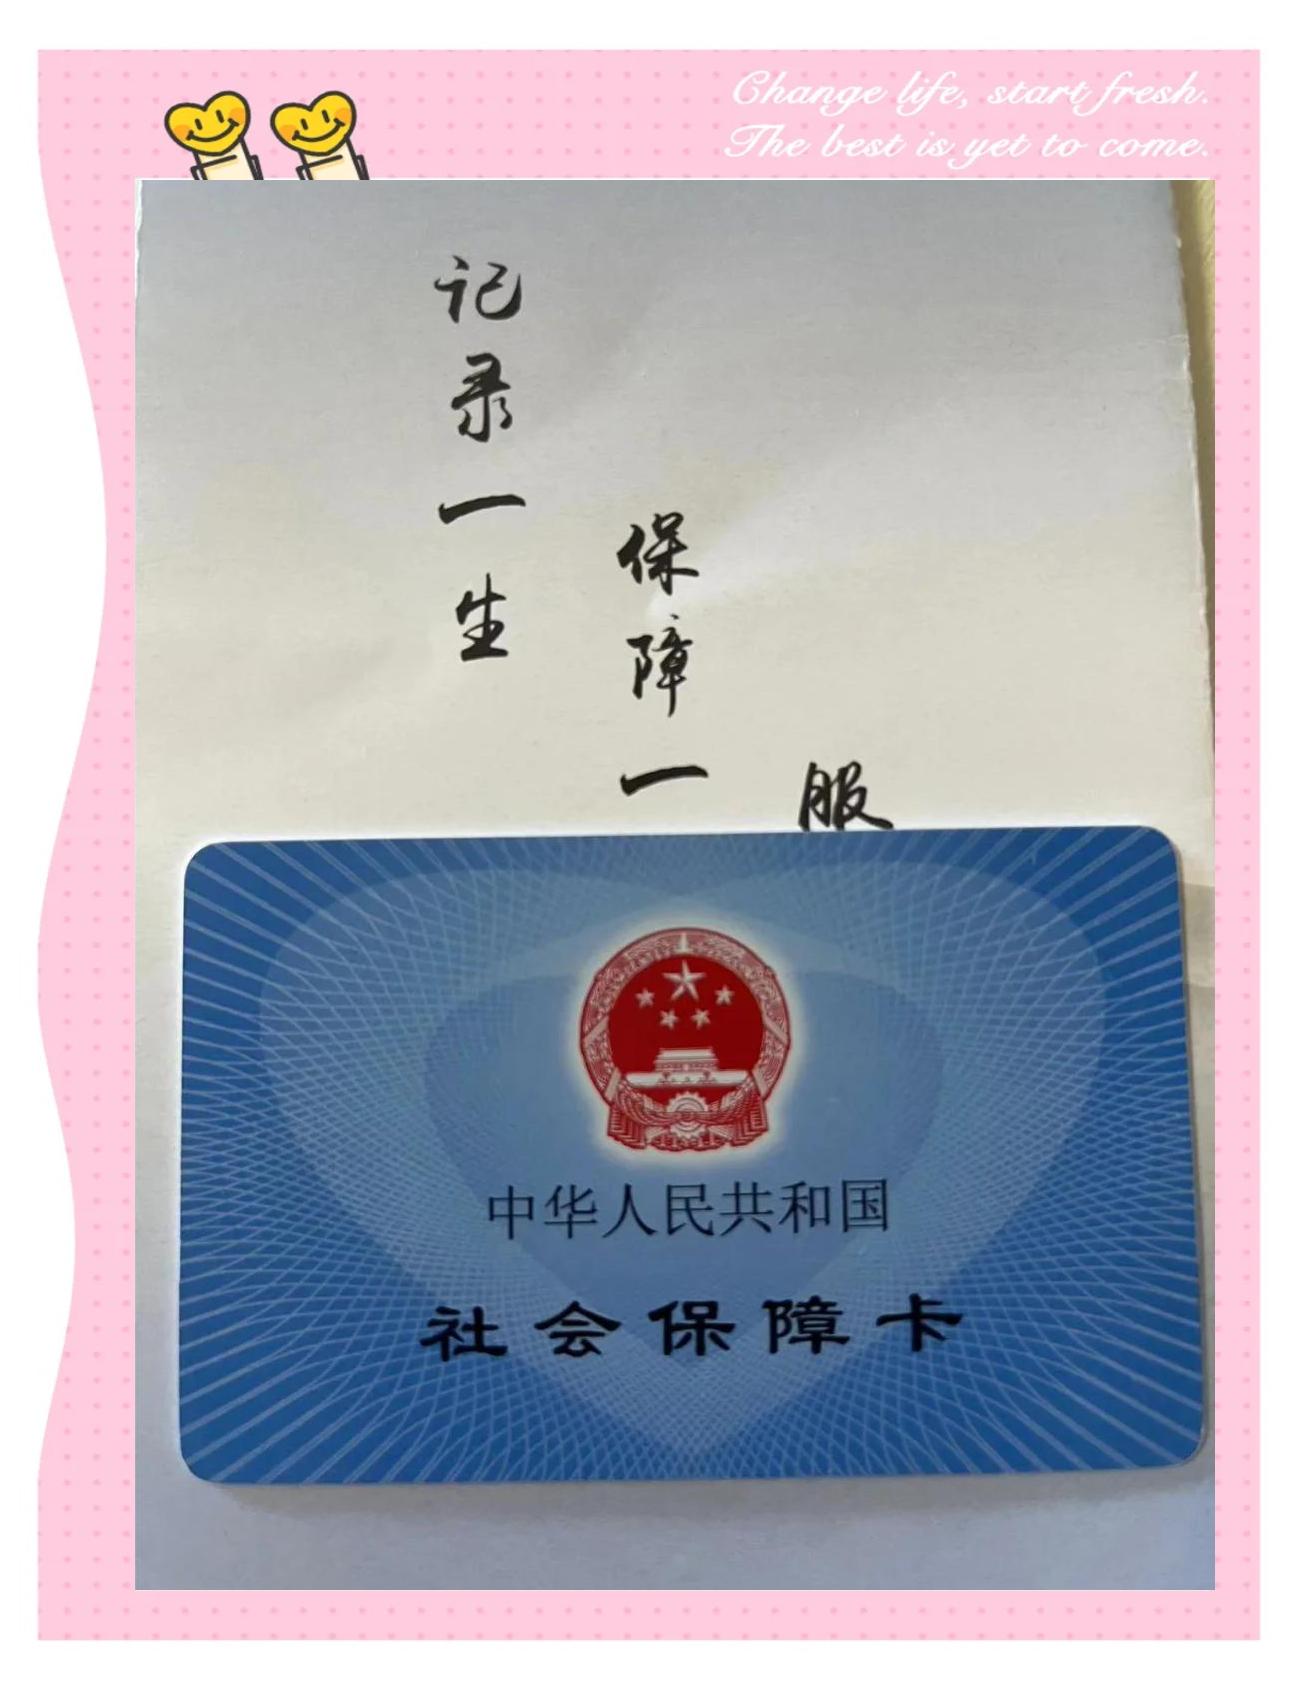 Change life, start fresh.
The best is yet to come.
记录一生
保障一
服
中华人民共和国
社会保障卡